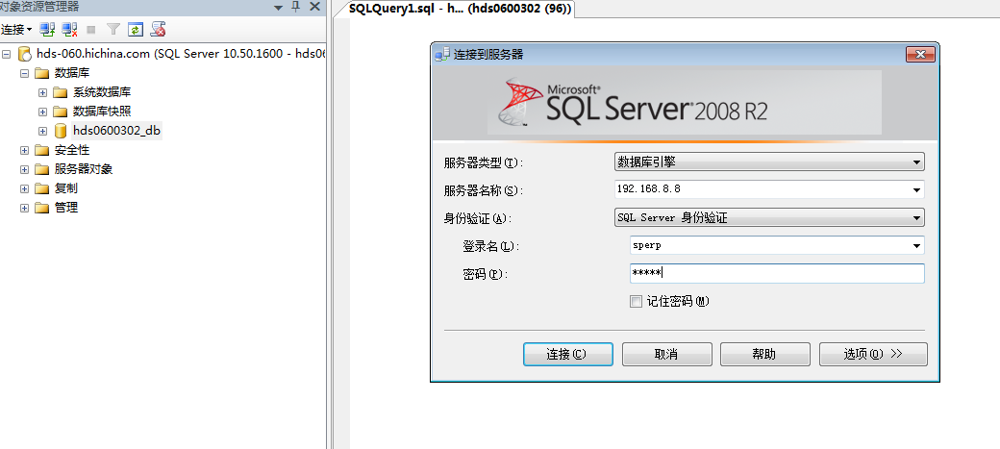 对象资源管理器
SQLQuery1.sql - h... (hds0600302 (96))
连接
hds-060.hichina.com (SQL Server 10.50.1600 - hds06
数据库
系统数据库
数据库快照
hds0600302_db
安全性
服务器对象
复制
管理
连接到服务器
Microsoft®
SQL Server® 2008 R2
服务器类型(T):
数据库引擎
服务器名称(S):
192.168.8.8
身份验证(A):
SQL Server 身份验证
登录名(L):
sperp
密码(P):
*****
记住密码(M)
连接(C)
取消
帮助
选项(O) >>